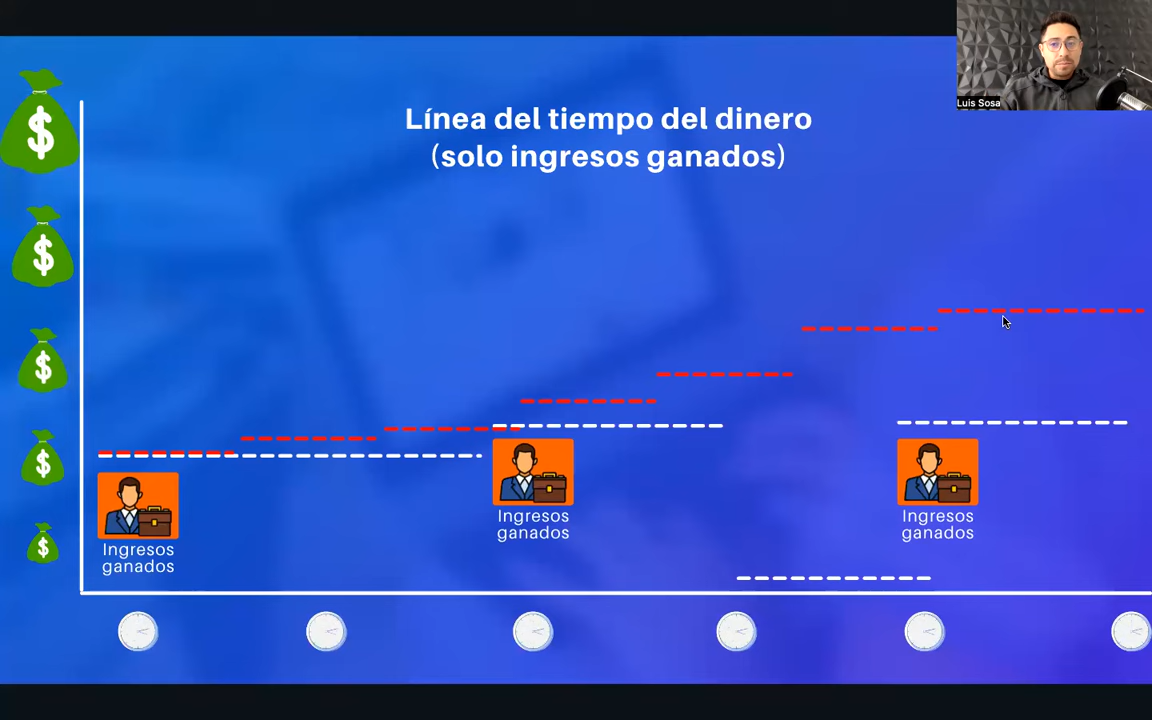 Línea del tiempo del dinero
(solo ingresos ganados)
Luis Sosa
$
$
$
$
$
Ingresos
ganados
Ingresos
ganados
Ingresos
ganados